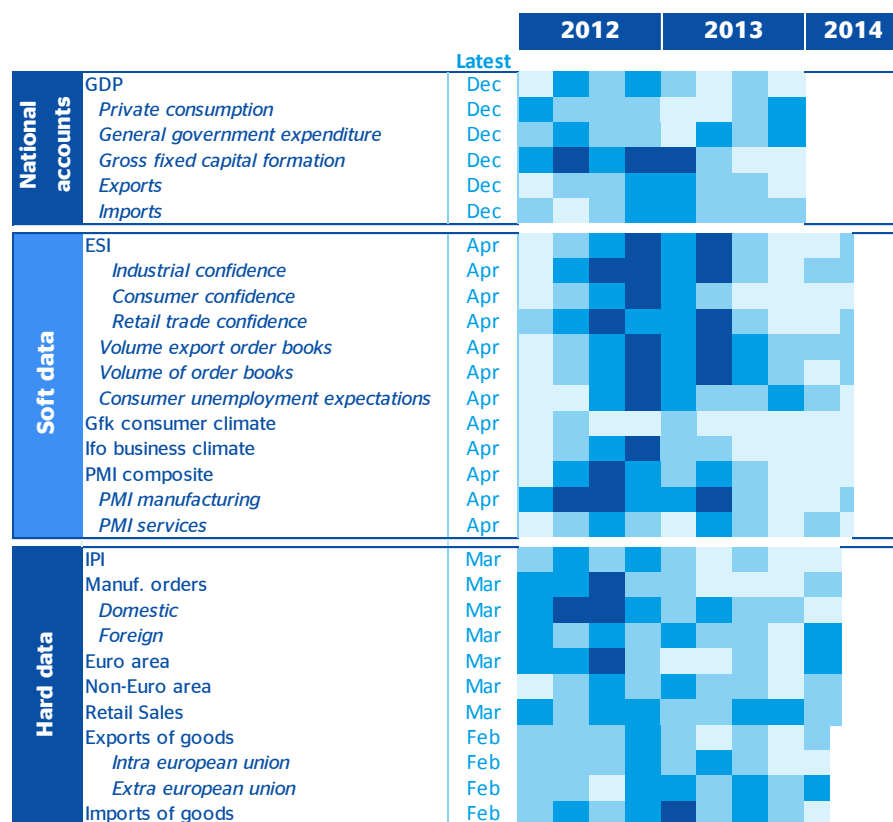 2012 2013 2014
Latest
National accounts
GDP Dec
Private consumption Dec
General government expenditure Dec
Gross fixed capital formation Dec
Exports Dec
Imports Dec
Soft data
ESI Apr
Industrial confidence Apr
Consumer confidence Apr
Retail trade confidence Apr
Volume export order books Apr
Volume of order books Apr
Consumer unemployment expectations Apr
Gfk consumer climate Apr
Ifo business climate Apr
PMI composite Apr
PMI manufacturing Apr
PMI services Apr
Hard data
IPI Mar
Manuf. orders Mar
Domestic Mar
Foreign Mar
Euro area Mar
Non-Euro area Mar
Retail Sales Mar
Exports of goods Feb
Intra european union Feb
Extra european union Feb
Imports of goods Feb